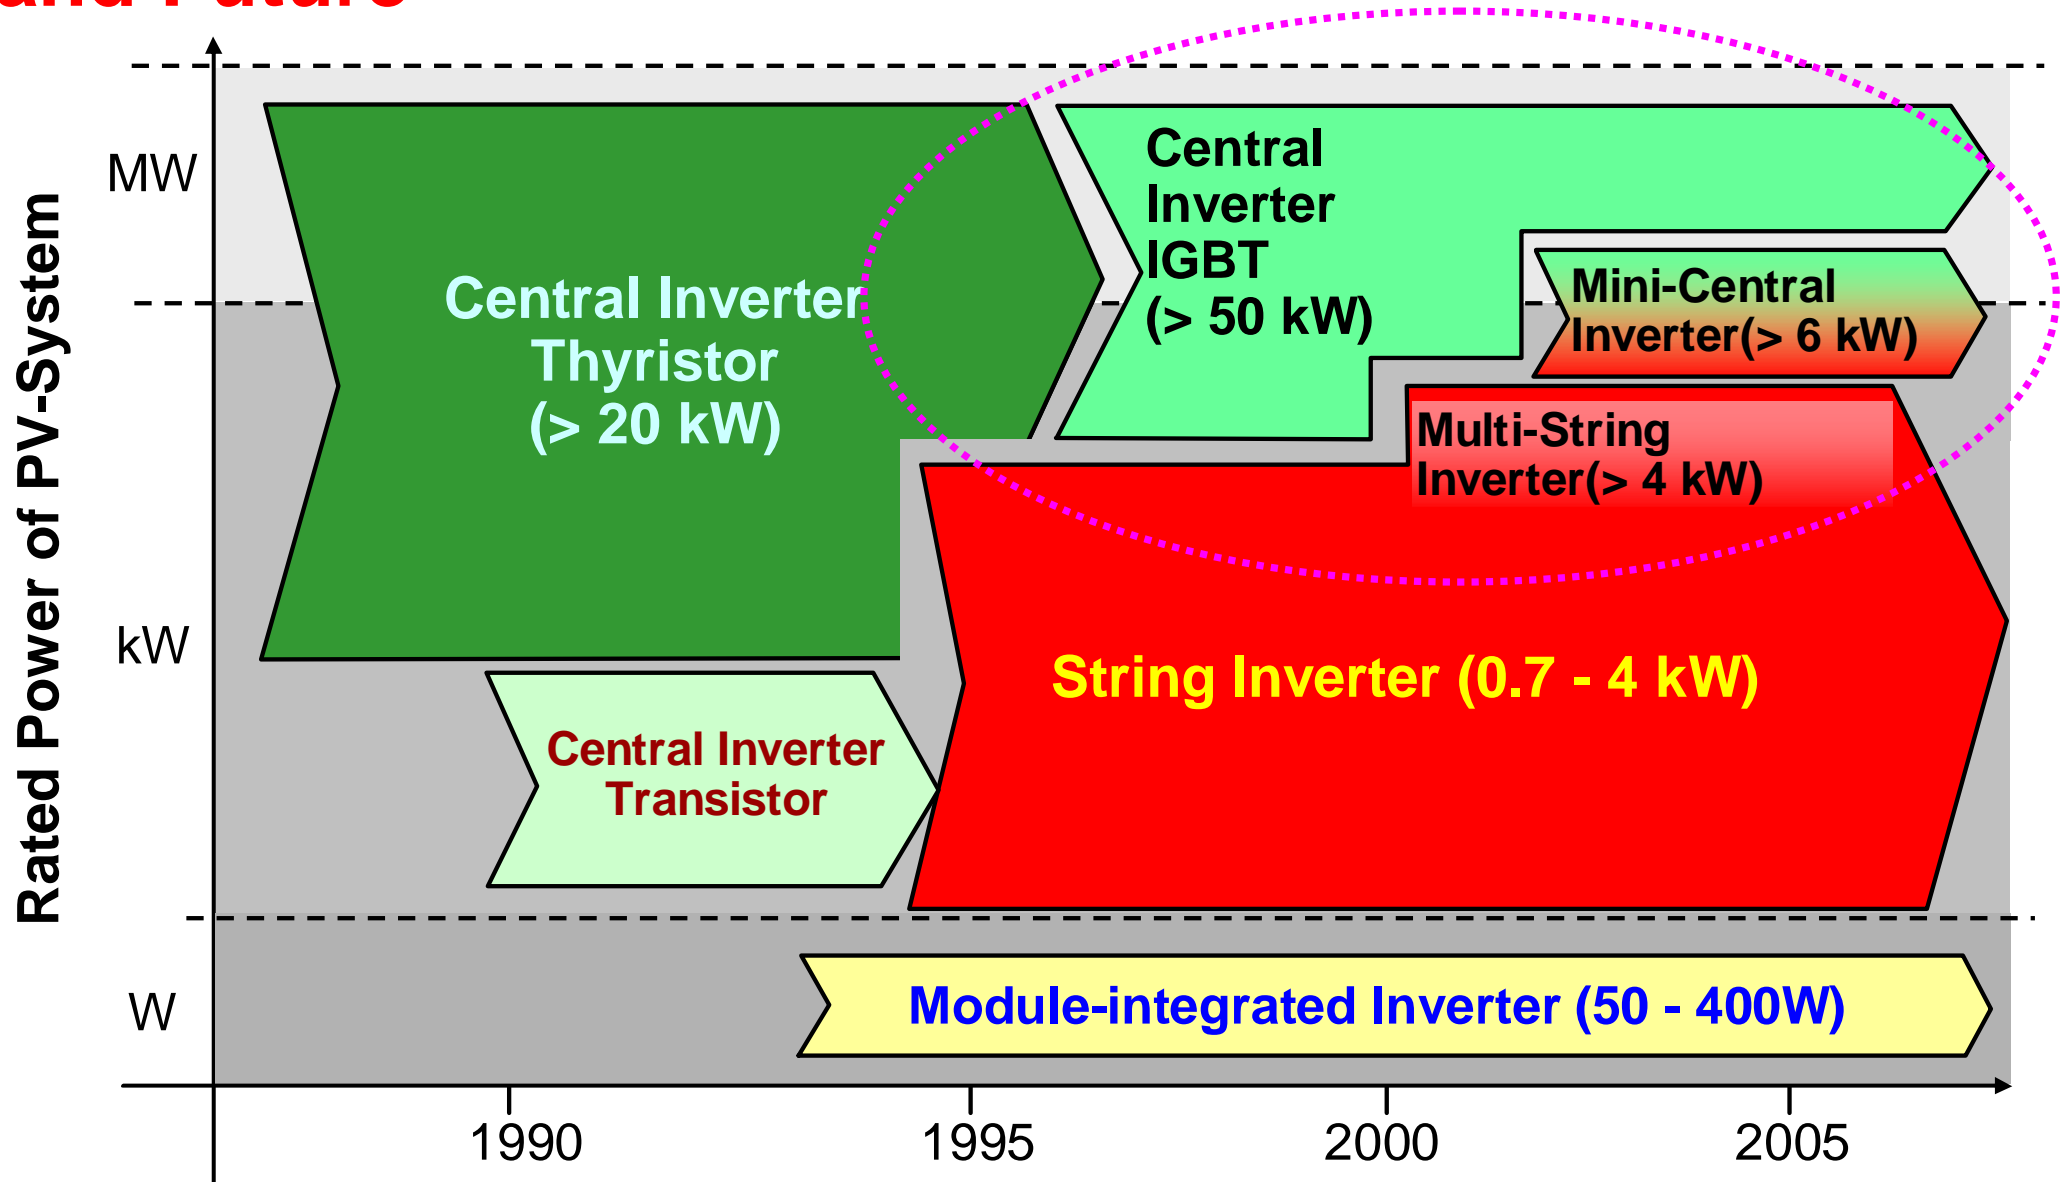 and Future
Rated Power of PV-System
MW
kW
W
Central Inverter
Thyristor
(> 20 kW)
Central
Inverter
IGBT
(> 50 kW)
Mini-Central
Inverter(> 6 kW)
Multi-String
Inverter(> 4 kW)
String Inverter (0.7 - 4 kW)
Central Inverter
Transistor
Module-integrated Inverter (50 - 400W)
1990
1995
2000
2005